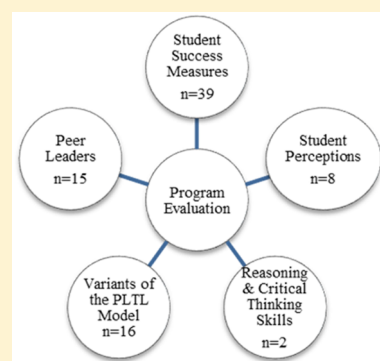 Student
Success
Measures
n=39
Peer
Leaders
n=15
Student
Perceptions
n=8
Program
Evaluation
Variants of
the PLTL
Model
n=16
Reasoning
& Critical
Thinking
Skills
n=2